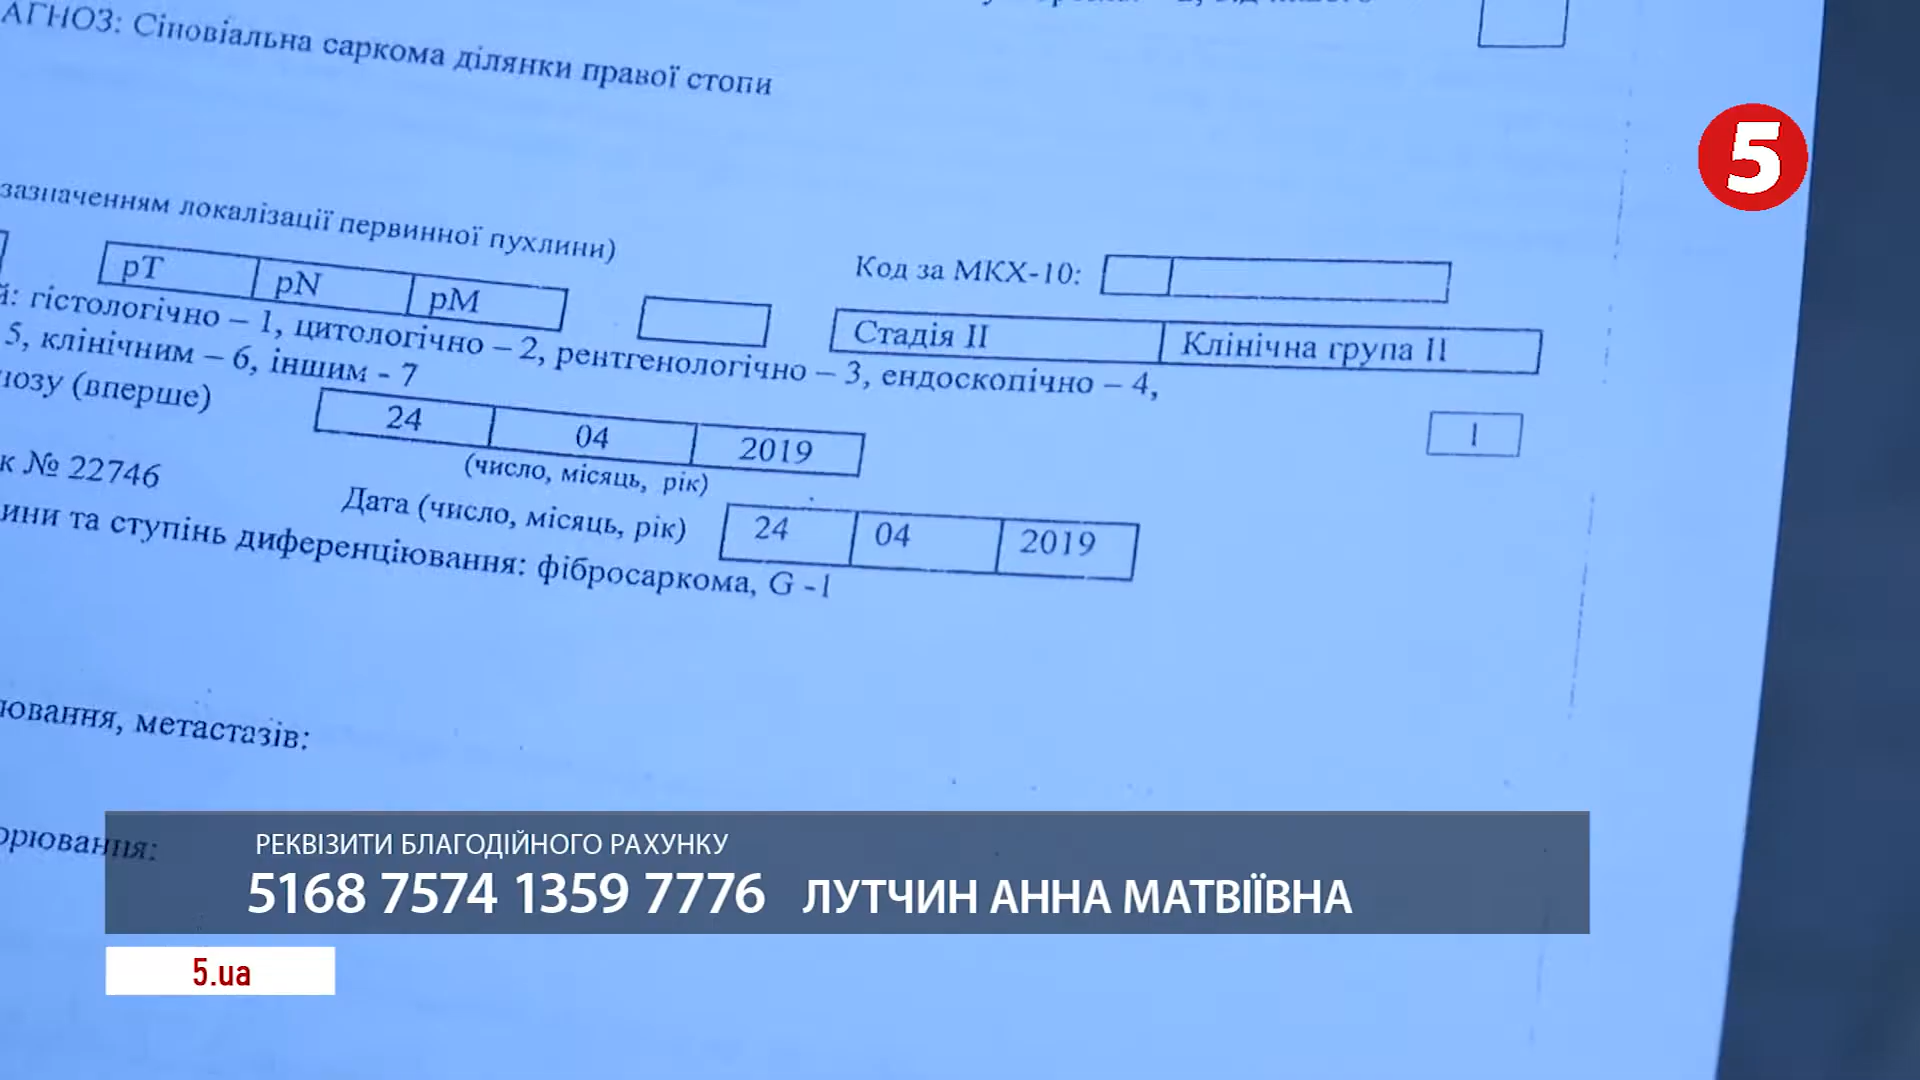 АГНОЗ: Сіновіальна саркома ділянки правої стопи
5
зазначенням локалізації первинної пухлини)
pT pN pM
Код за МКХ-10:
Стадія II Клінічна група II
й: гістологічно – 1, цитологічно – 2, рентгенологічно – 3, ендоскопічно – 4,
5, клінічним – 6, іншим - 7
1
нозу (вперше) 24 04 2019
(число, місяць, рік)
к № 22746 Дата (число, місяць, рік) 24 04 2019
ини та ступінь диференціювання: фібросаркома, G -1
ювання, метастазів:
орювання:
РЕКВІЗИТИ БЛАГОДІЙНОГО РАХУНКУ
5168 7574 1359 7776 ЛУТЧИН АННА МАТВІЇВНА
5.ua